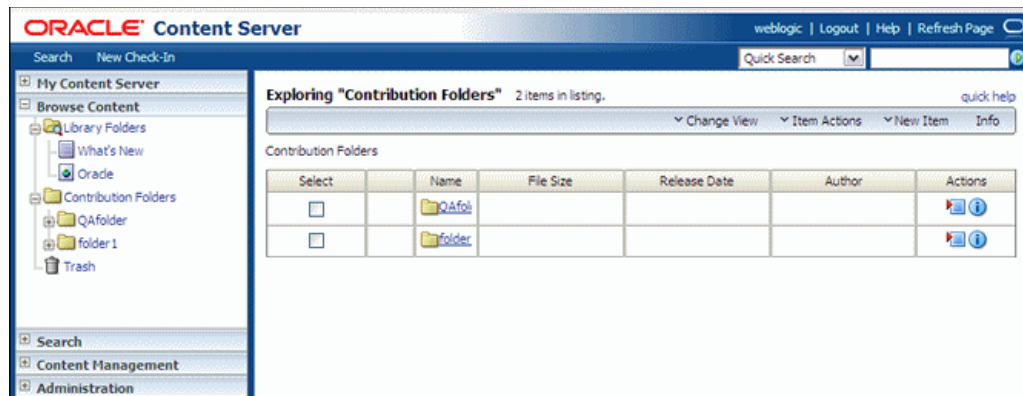 ORACLE Content Server
weblogic | Logout | Help | Refresh Page
Search New Check-In
Quick Search
My Content Server
Browse Content
Library Folders
What's New
Oracle
Contribution Folders
QAfolder
folder1
Trash
Search
Content Management
Administration
Exploring "Contribution Folders" 2 items in listing.
quick help
Change View Item Actions New Item Info
Contribution Folders
Select Name File Size Release Date Author Actions
QAfol
folder